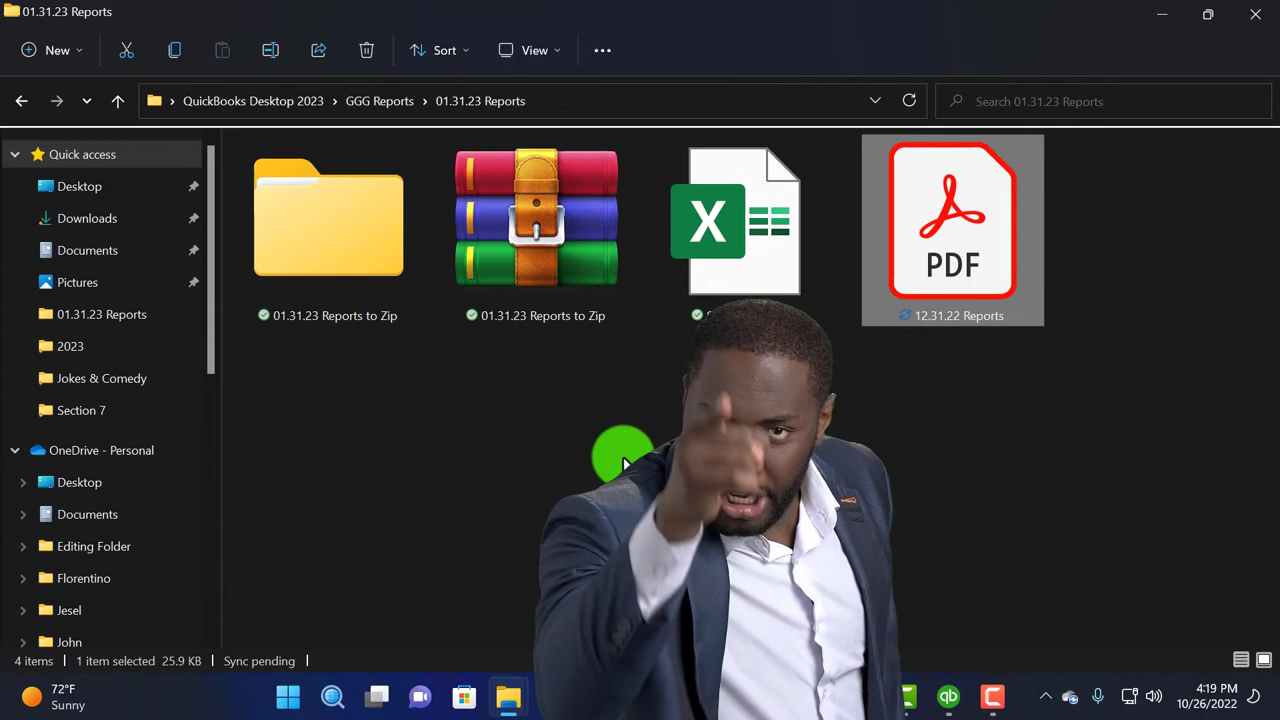 01.31.23 Reports
New
Sort
View
QuickBooks Desktop 2023 › GGG Reports › 01.31.23 Reports
Search 01.31.23 Reports
Quick access
Desktop
Downloads
Documents
Pictures
01.31.23 Reports
2023
Jokes & Comedy
Section 7
OneDrive - Personal
Desktop
Documents
Editing Folder
Florentino
Jesel
John
X
PDF
01.31.23 Reports to Zip
01.31.23 Reports to Zip
12.31.22 Reports
4 items
1 item selected 25.9 KB
Sync pending
72°F
Sunny
qb
C
4:19 PM
10/26/2022